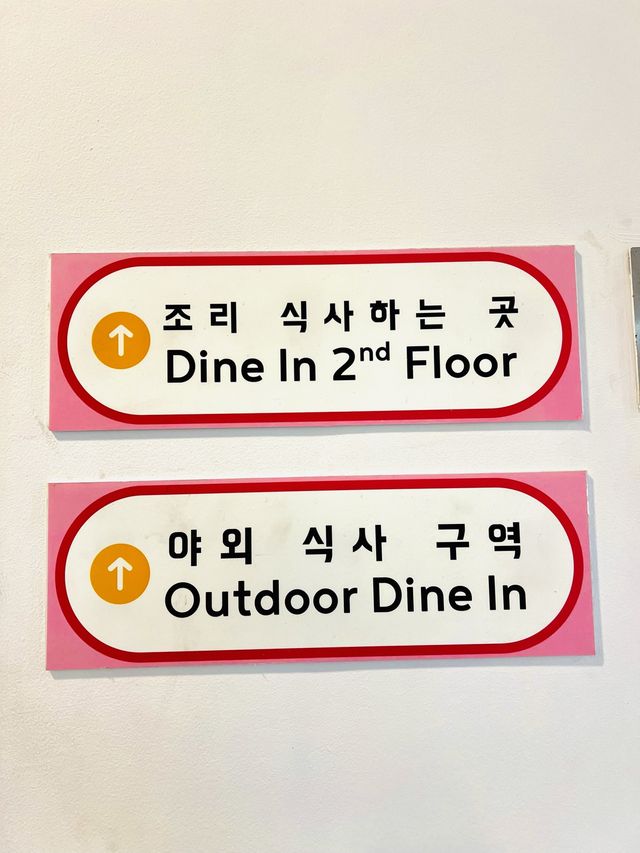 조리 식사하는 곳
Dine In 2nd Floor
야외 식사 구역
Outdoor Dine In